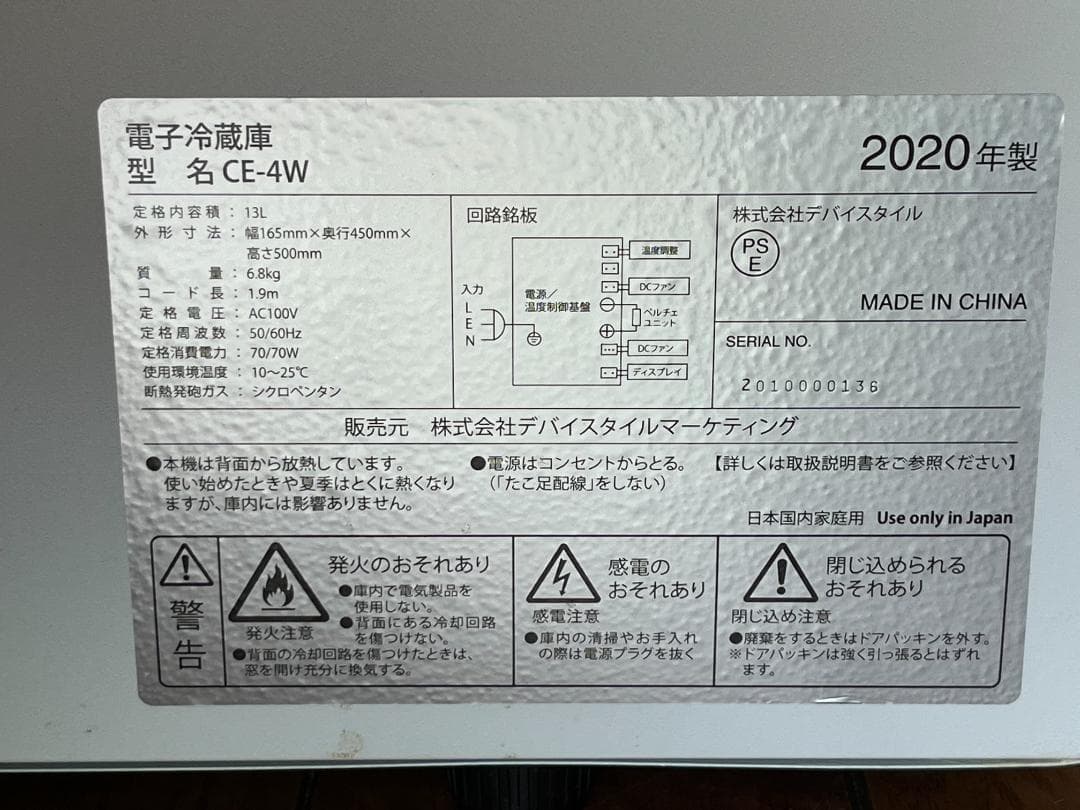 電子冷蔵庫
型　名 CE-4W
2020年製
定格内容積 : 13L
外形寸法 : 幅165mm×奥行450mm×
高さ500mm
質　　量 : 6.8kg
コード長 : 1.9m
定格電圧 : AC100V
定格周波数 : 50/60Hz
定格消費電力 : 70/70W
使用環境温度 : 10～25℃
断熱発砲ガス : シクロペンタン
回路銘板
入力
L
E
N
電源／
温度制御基盤
温度調整
DCファン
ペルチェ
ユニット
DCファン
ディスプレイ
株式会社デバイスタイル
PS
E
MADE IN CHINA
SERIAL NO.
2010000136
販売元　株式会社デバイスタイルマーケティング
●本機は背面から放熱しています。
使い始めたときや夏季はとくに熱くなり
ますが、庫内には影響ありません。
●電源はコンセントからとる。
（「たこ足配線」をしない）
【詳しくは取扱説明書をご参照ください】
日本国内家庭用　Use only in Japan
警告
発火注意
発火のおそれあり
●庫内で電気製品を
使用しない。
●背面にある冷却回路
を傷つけない。
●背面の冷却回路を傷つけたときは、
窓を開け充分に換気する。
感電注意
感電の
おそれあり
●庫内の清掃やお手入れ
の際は電源プラグを抜く
閉じ込め注意
閉じ込められる
おそれあり
●廃棄をするときはドアパッキンを外す。
※ドアパッキンは強く引っ張るとはずれ
ます。